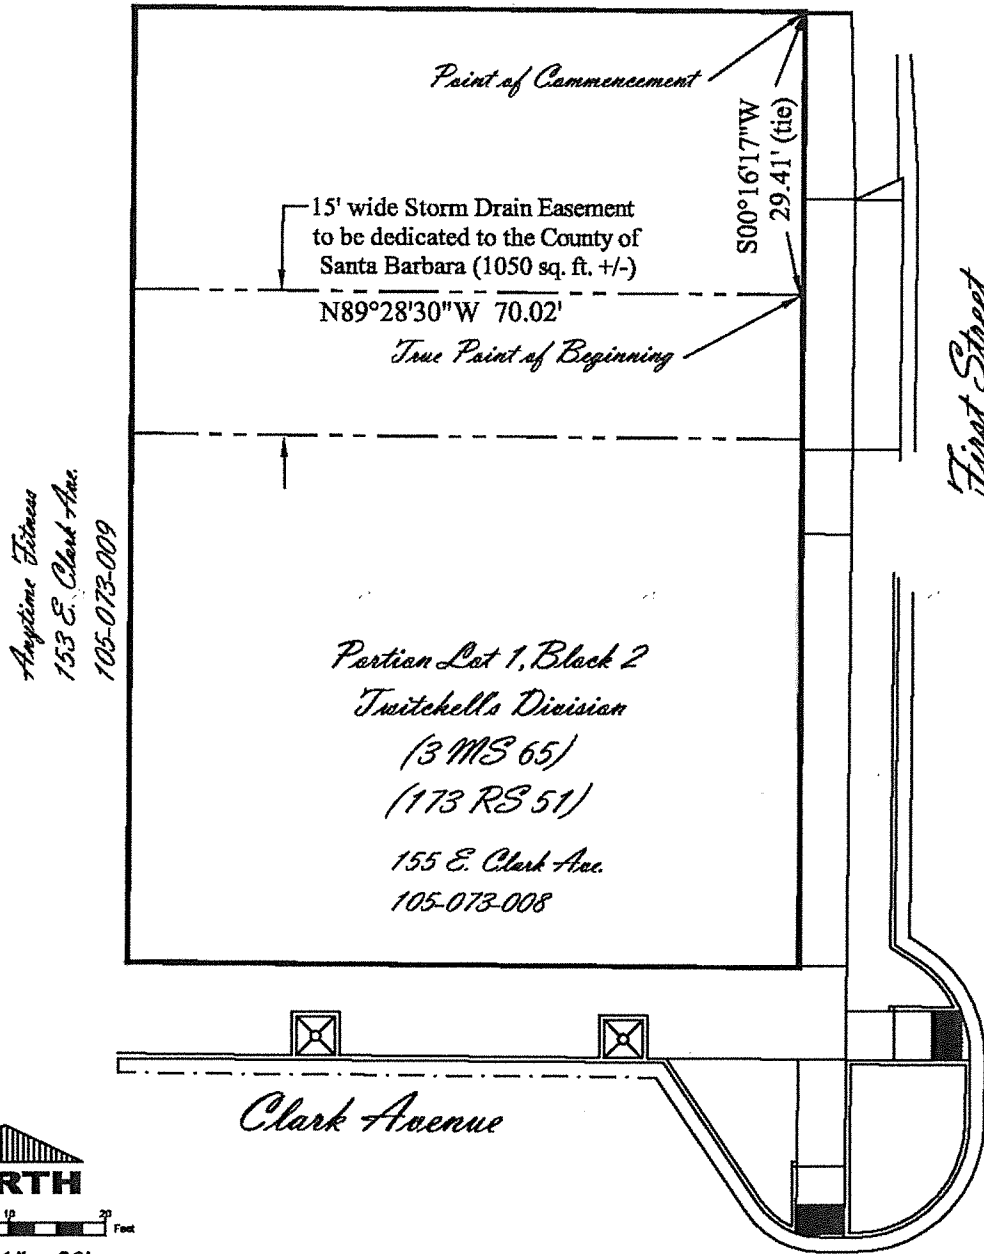 Point of Commencement
S00°16'17"W
29.41' (tie)
15' wide Storm Drain Easement
to be dedicated to the County of
Santa Barbara (1050 sq. ft. +/-)
N89°28'30"W 70.02'
True Point of Beginning
First Street
Anytime Fitness
153 E. Clark Ave.
105-073-009
Portion Lot 1, Block 2
Twitchell's Division
(3 MS 65)
(173 RS 51)
155 E. Clark Ave.
105-073-008
Clark Avenue
RTH
10 20 Feet